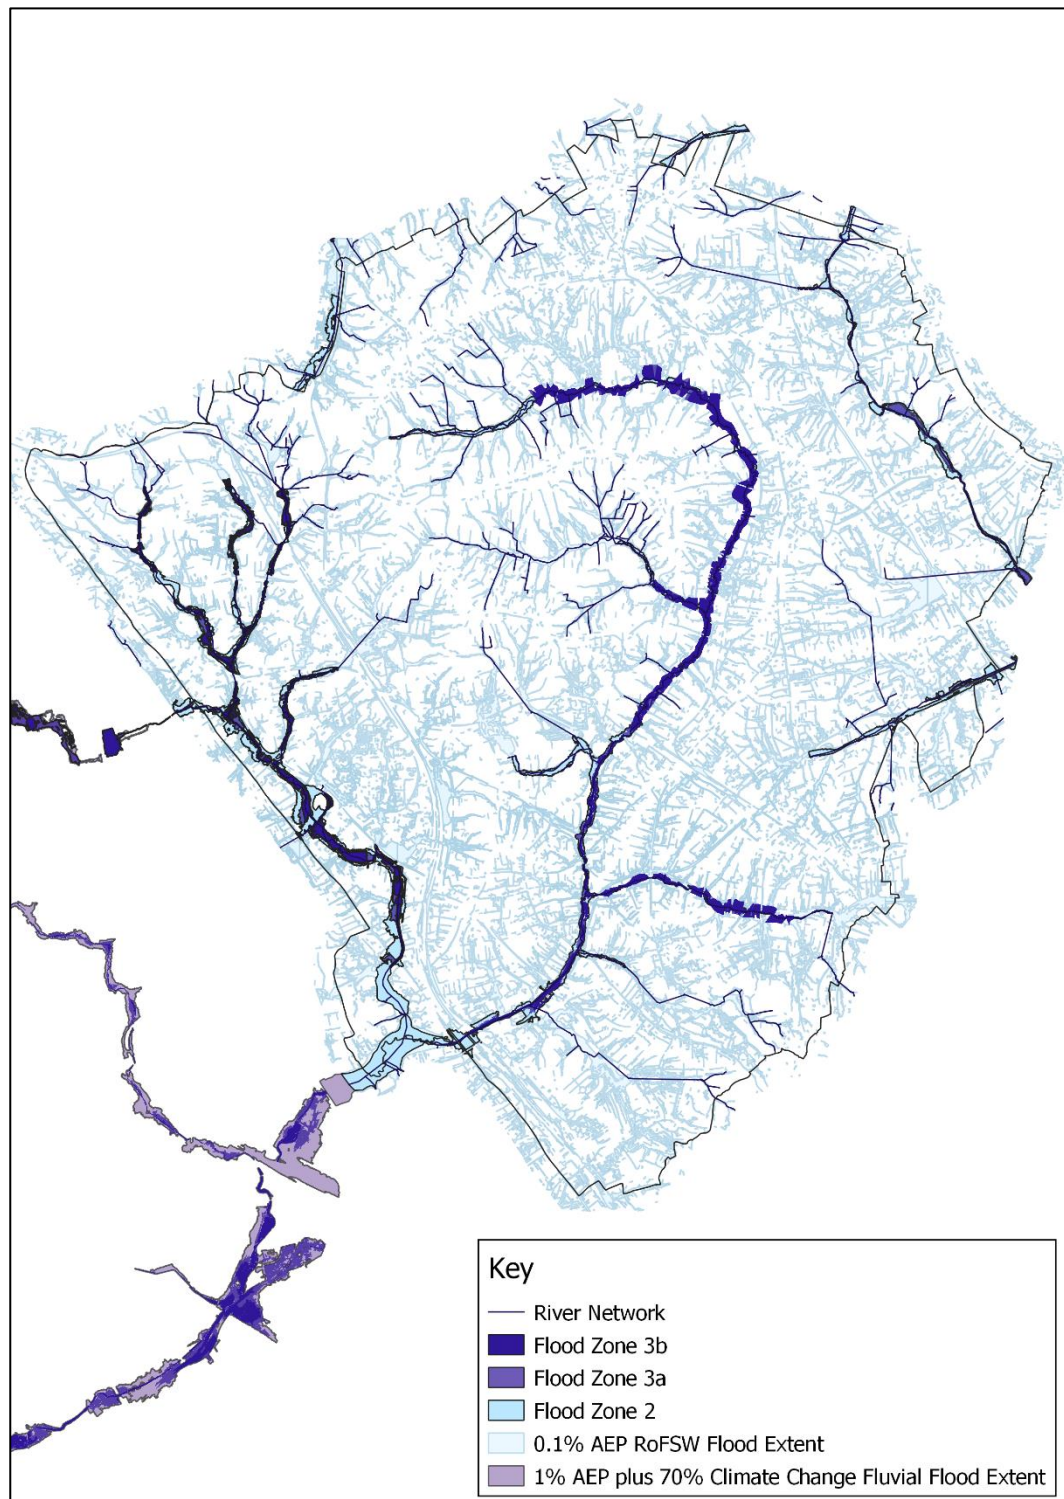 Key
River Network
Flood Zone 3b
Flood Zone 3a
Flood Zone 2
0.1% AEP RoFSW Flood Extent
1% AEP plus 70% Climate Change Fluvial Flood Extent